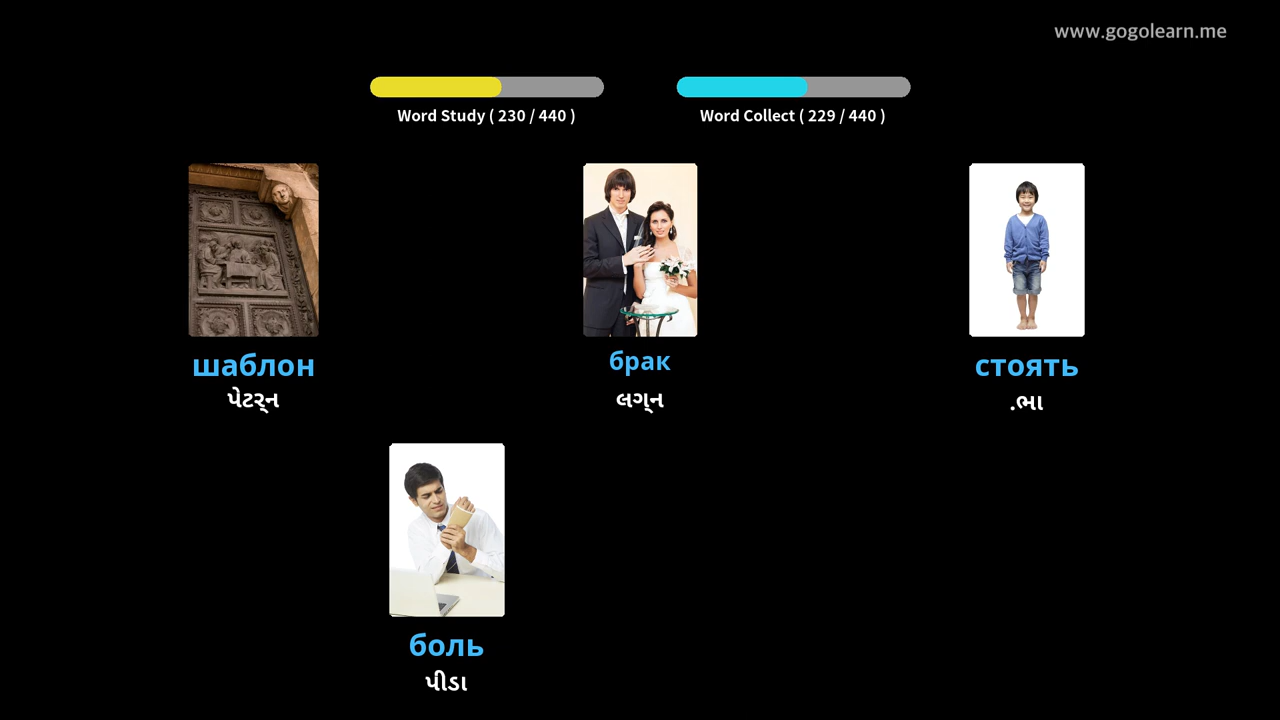 www.gogolearn.me
Word Study ( 230 / 440 )
Word Collect ( 229 / 440 )
шаблон
પેટર્ન
брак
લગ્ન
стоять
.ભા
боль
પીડા